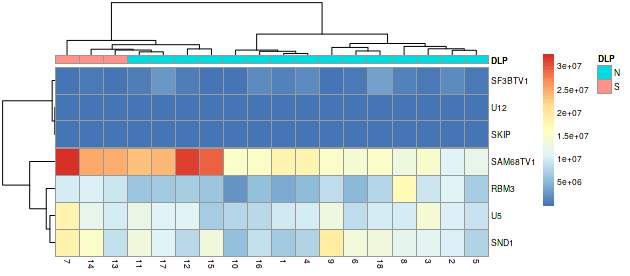 DLP
SF3BTV1
U12
SKIP
SAM68TV1
RBM3
U5
SND1
7 14 13 11 17 12 15 10 16 1 4 9 6 18 8 3 2 5
3e+07
2.5e+07
2e+07
1.5e+07
1e+07
5e+06
DLP
N
S